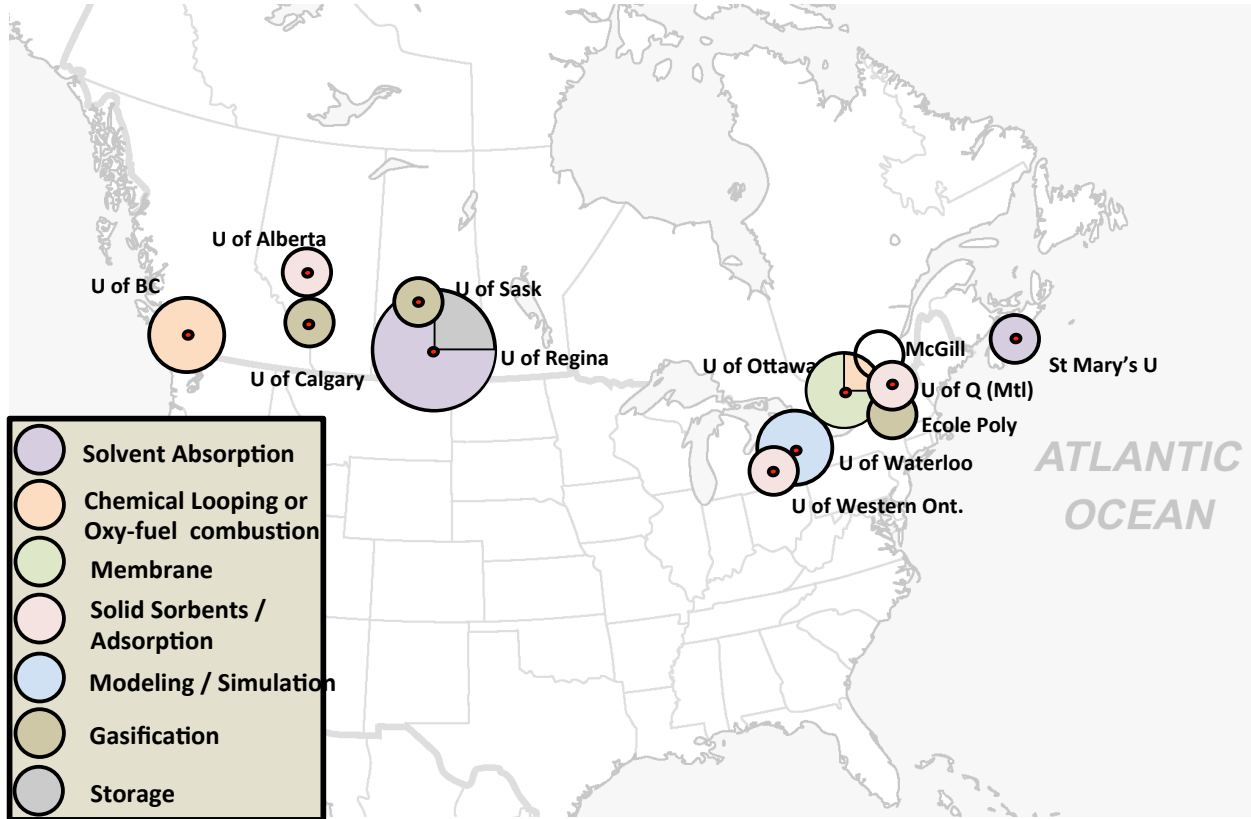 U of Alberta
U of BC
U of Sask
U of Regina
U of Calgary
U of Ottawa
McGill
U of Q (Mtl)
Ecole Poly
St Mary's U
U of Waterloo
U of Western Ont.
ATLANTIC
OCEAN
Solvent Absorption
Chemical Looping or
Oxy-fuel combustion
Membrane
Solid Sorbents /
Adsorption
Modeling / Simulation
Gasification
Storage